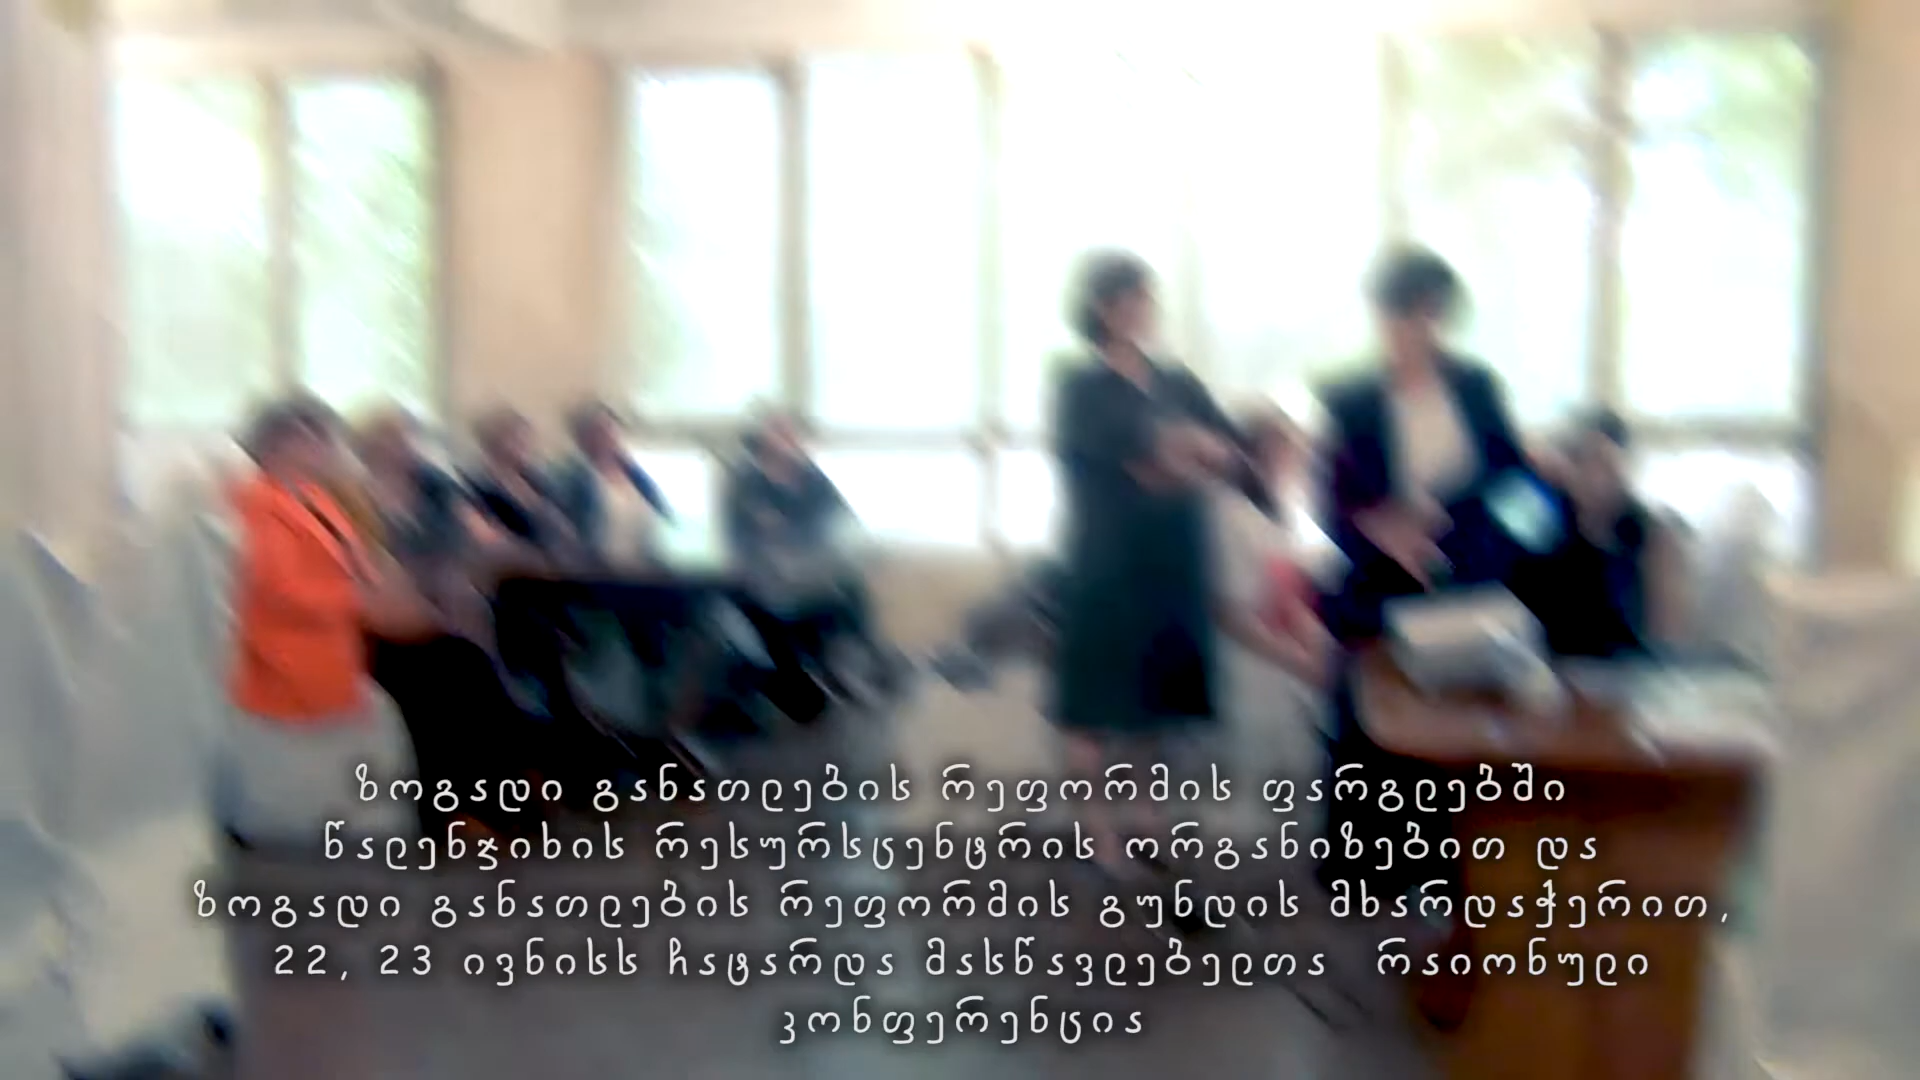 ზოგადი განათლების რეფორმის ფარგლებში
წალენჯიხის რესურსცენტრის ორგანიზებით და
ზოგადი განათლების რეფორმის გუნდის მხარდაჭერით,
22, 23 ივნისს ჩატარდა მასწავლებელთა რაიონული
კონფერენცია